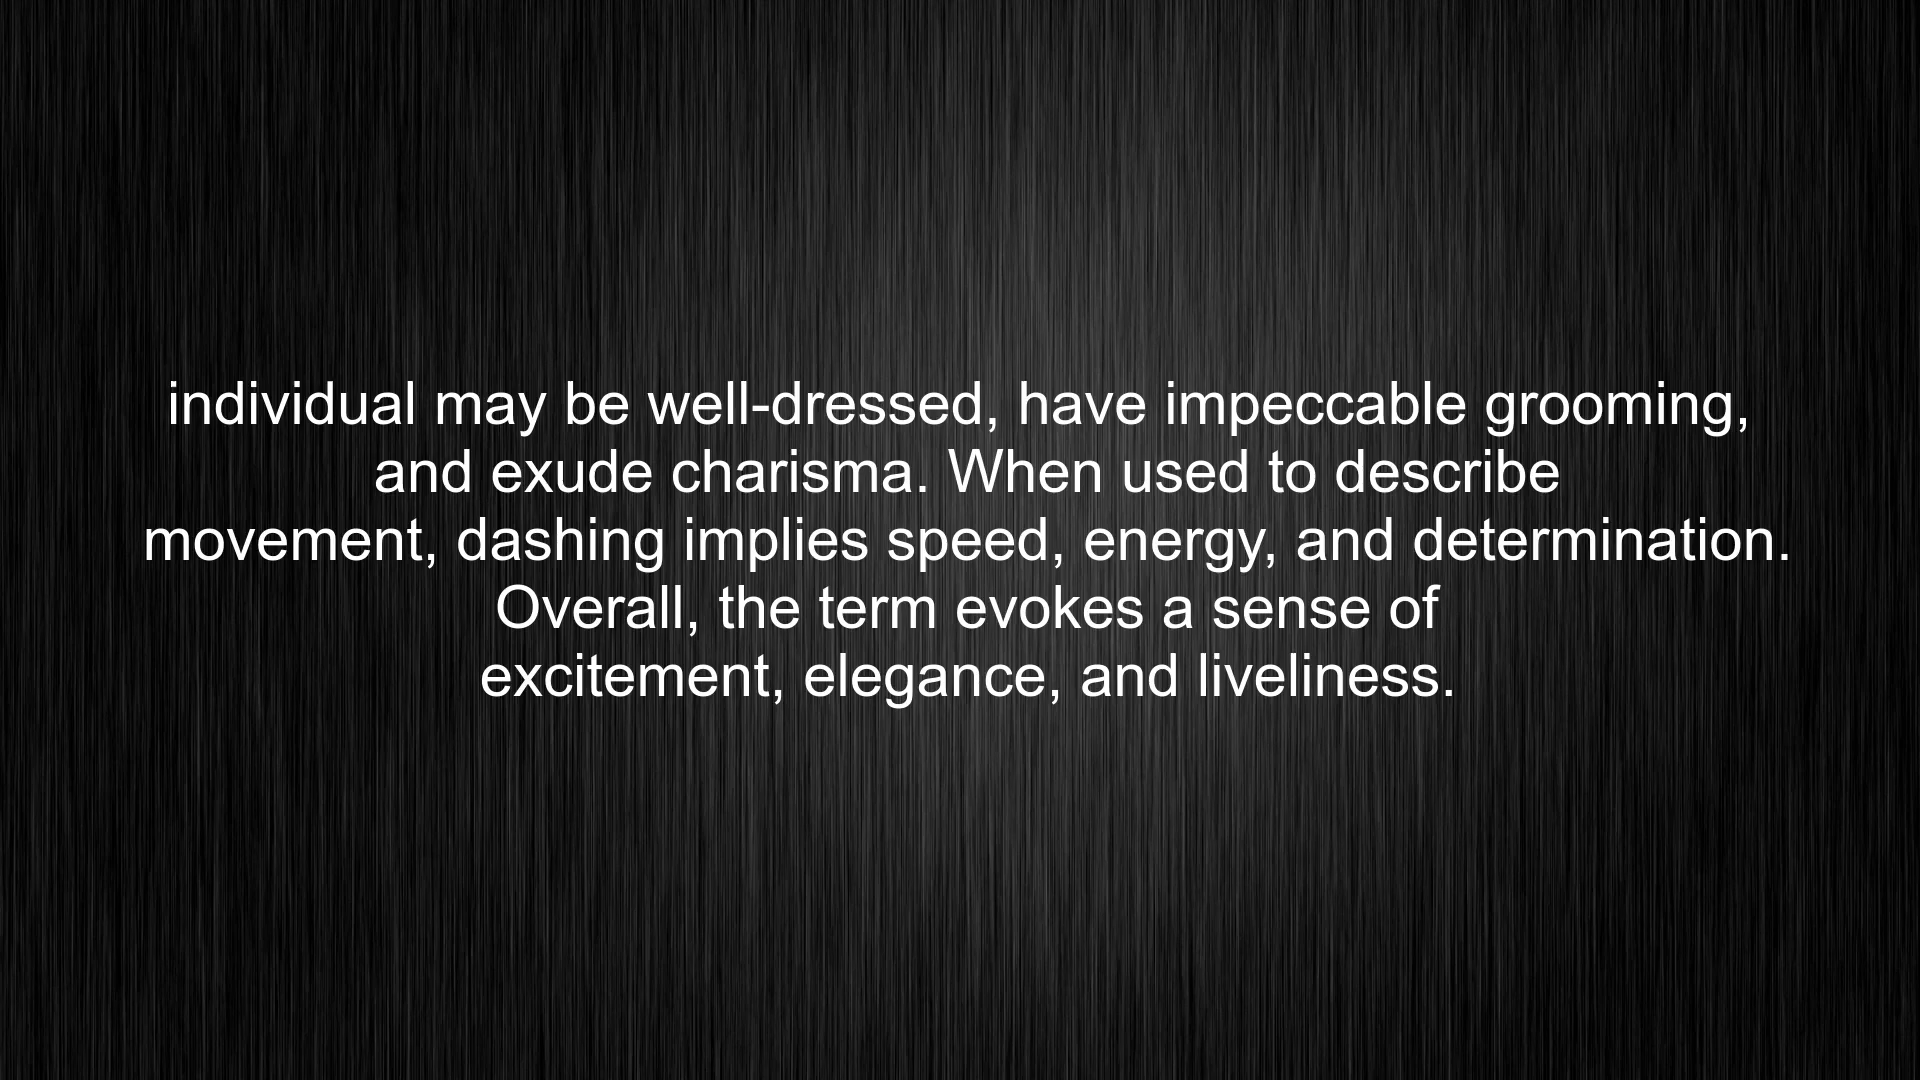 individual may be well-dressed, have impeccable grooming,
and exude charisma. When used to describe
movement, dashing implies speed, energy, and determination.
Overall, the term evokes a sense of
excitement, elegance, and liveliness.